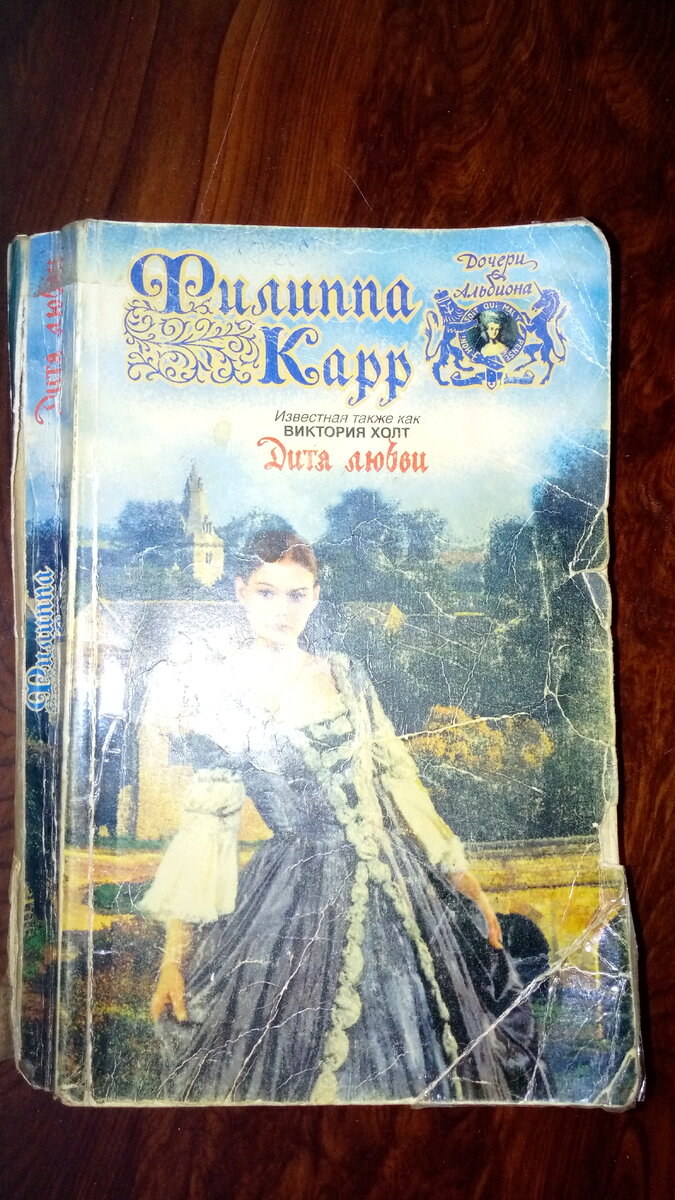 Филиппа
Карр
Дочери
Альбиона
Известная также как
ВИКТОРИЯ ХОЛТ
Дитя любви
Дитя любви
Филиппа